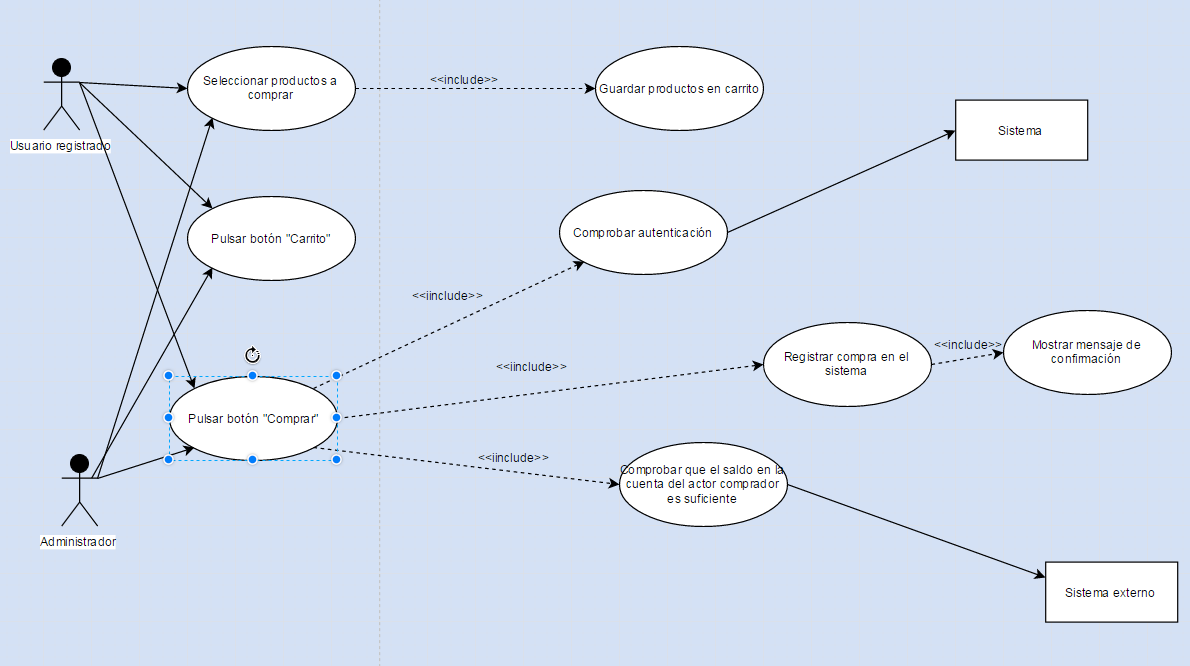 Seleccionar productos a
comprar
<<include>>
Guardar productos en carrito
Sistema
Usuario registrado
Pulsar botón "Carrito"
Comprobar autenticación
<<iinclude>>
Registrar compra en el
sistema
<<include>>
Mostrar mensaje de
confirmación
<<include>>
Pulsar botón "Comprar"
<<include>>
Comprobar que el saldo en la
cuenta del actor comprador
es suficiente
Administrador
Sistema externo